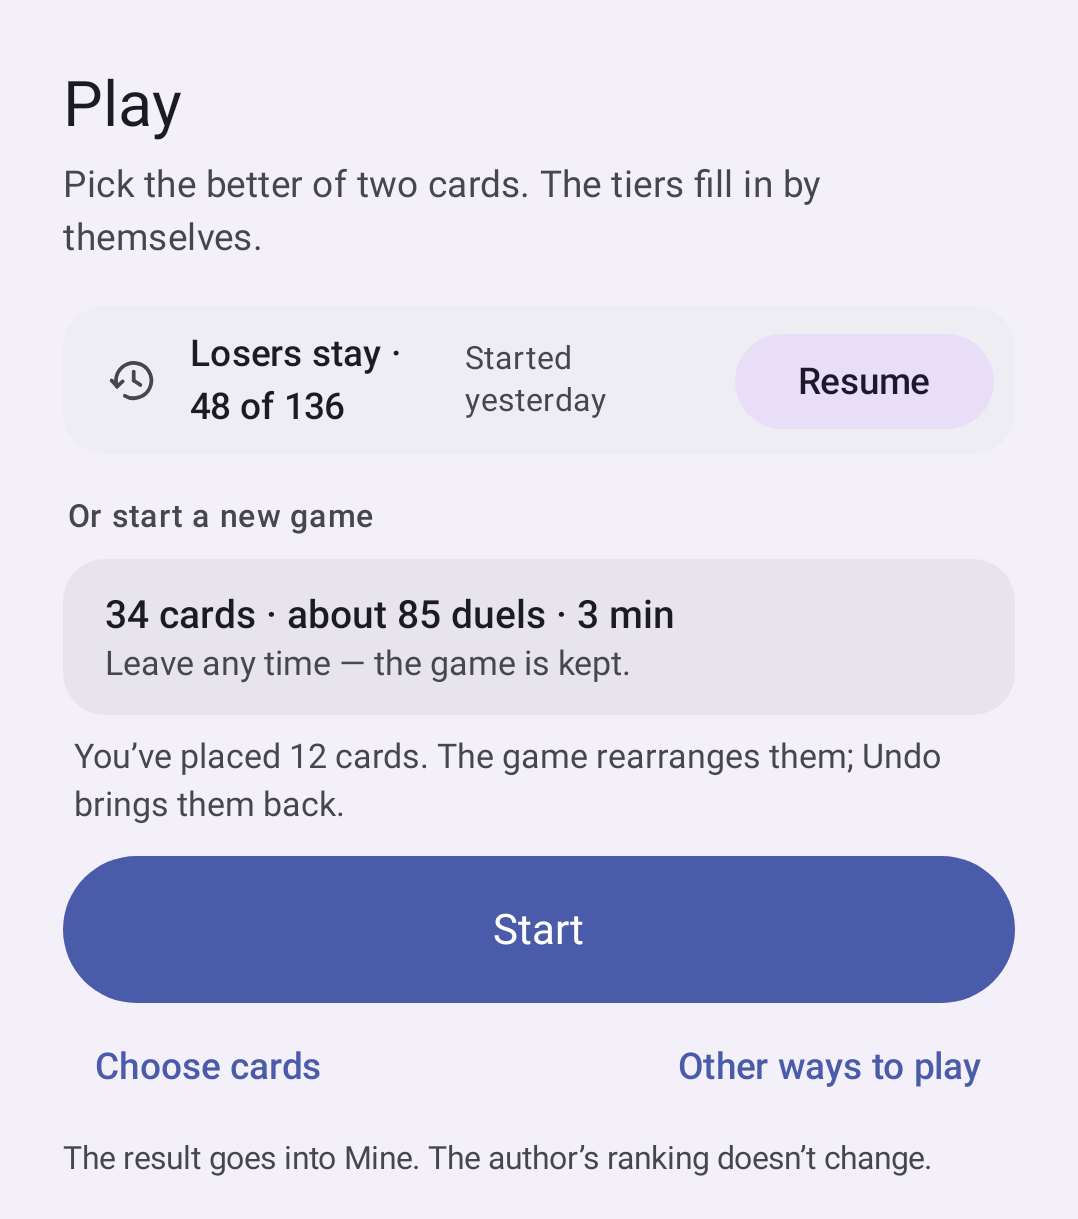 Play
Pick the better of two cards. The tiers fill in by
themselves.
Losers stay ·
48 of 136
Started
yesterday
Resume
Or start a new game
34 cards · about 85 duels · 3 min
Leave any time — the game is kept.
You’ve placed 12 cards. The game rearranges them; Undo
brings them back.
Start
Choose cards
Other ways to play
The result goes into Mine. The author’s ranking doesn’t change.